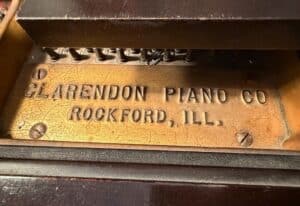 CLARENDON PIANO CO
ROCKFORD, ILL.